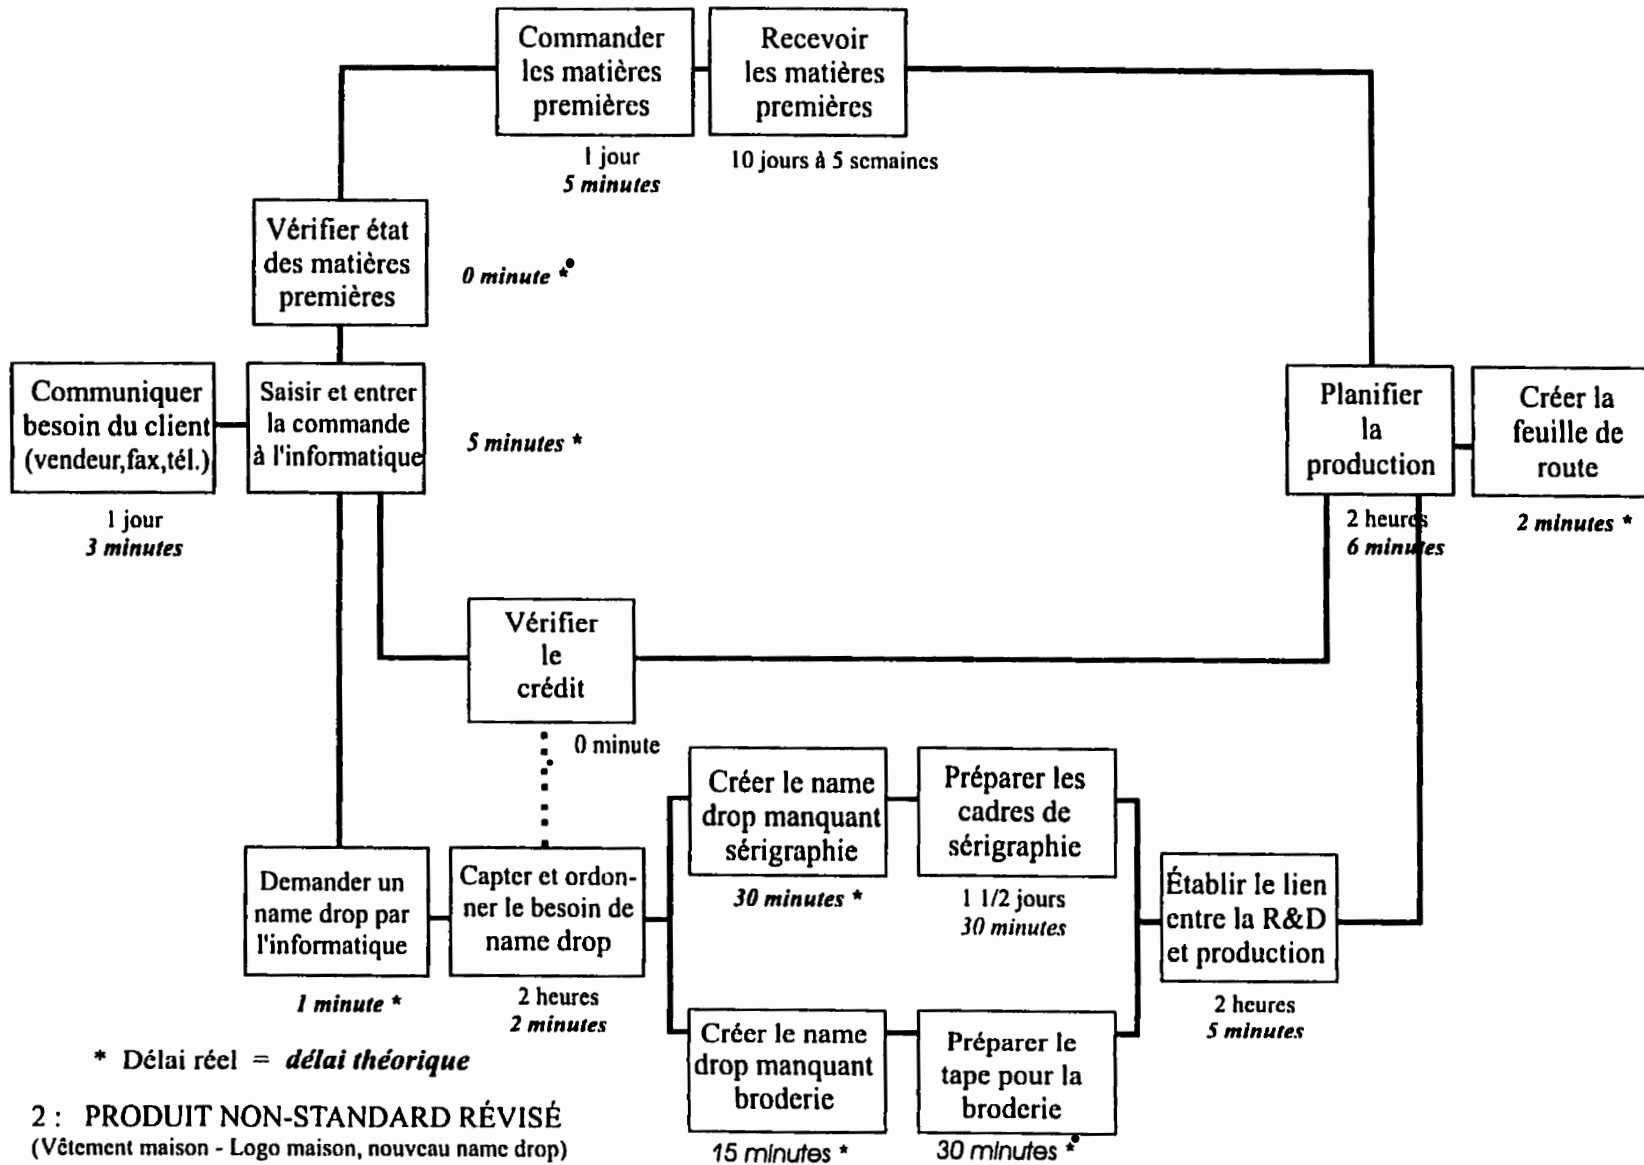 Commander
les matières
premières
1 jour
5 minutes
Recevoir
les matières
premières
10 jours à 5 semaines
Vérifier état
des matières
premières
0 minute *
Communiquer
besoin du client
(vendeur,fax,tél.)
1 jour
3 minutes
Saisir et entrer
la commande
à l'informatique
5 minutes *
Planifier
la
production
2 heures
6 minutes
Créer la
feuille de
route
2 minutes *
Vérifier
le
crédit
0 minute
Demander un
name drop par
l'informatique
1 minute *
Capter et ordon-
ner le besoin de
name drop
2 heures
2 minutes
Créer le name
drop manquant
sérigraphie
30 minutes *
Préparer les
cadres de
sérigraphie
1 1/2 jours
30 minutes
Créer le name
drop manquant
broderie
15 minutes *
Préparer le
tape pour la
broderie
30 minutes *
Établir le lien
entre la R&D
et production
2 heures
5 minutes
* Délai réel = délai théorique
2 : PRODUIT NON-STANDARD RÉVISÉ
(Vêtement maison - Logo maison, nouveau name drop)